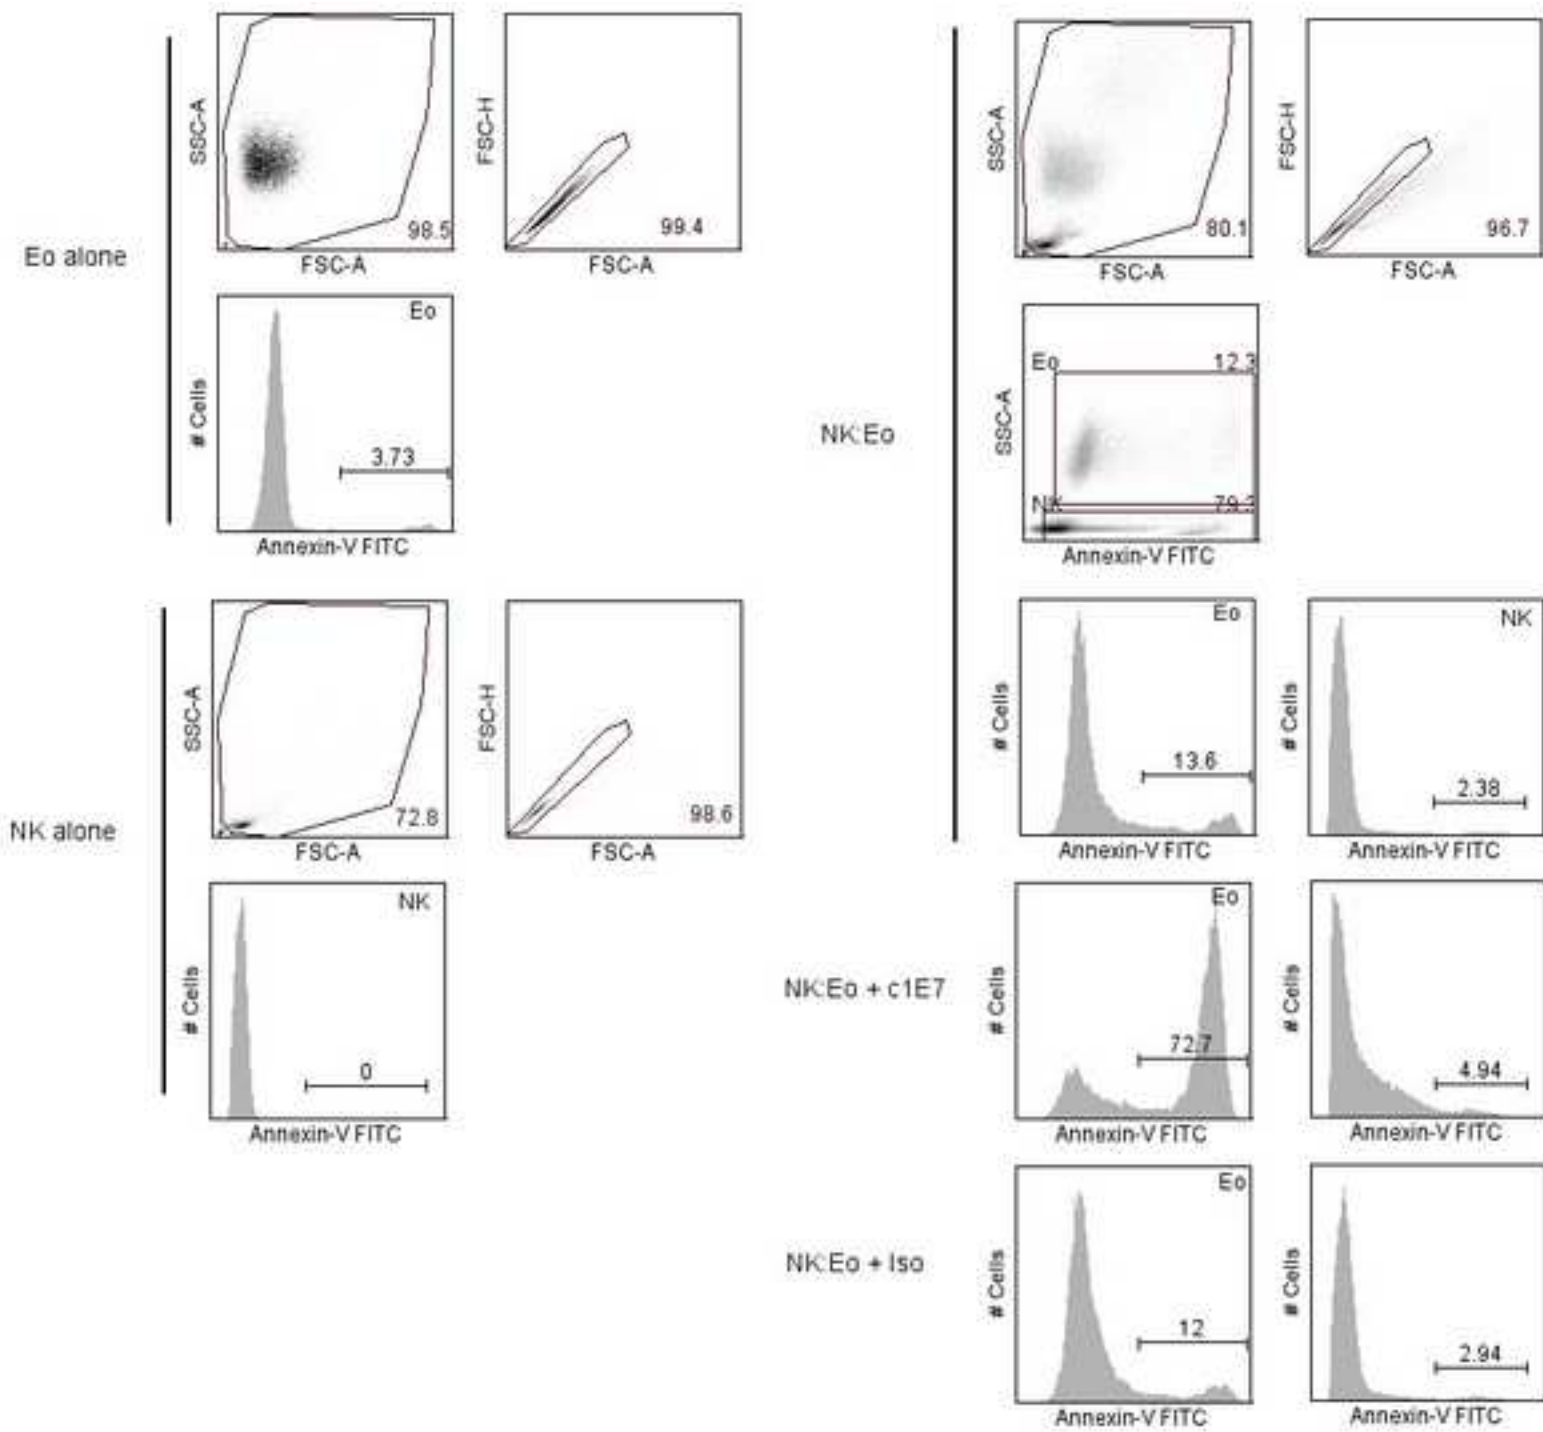 Eo alone
SSC-A
98.5
FSC-A
FSC-H
99.4
FSC-A
# Cells
Eo
3.73
Annexin-V FITC
NK alone
SSC-A
72.8
FSC-A
FSC-H
98.6
FSC-A
# Cells
NK
0
Annexin-V FITC
NK:Eo
SSC-A
80.1
FSC-A
FSC-H
96.7
FSC-A
SSC-A
Eo 12.3
NK 79.3
Annexin-V FITC
# Cells
Eo
13.6
Annexin-V FITC
# Cells
NK
2.38
Annexin-V FITC
NK:Eo + c1E7
# Cells
Eo
72.7
Annexin-V FITC
# Cells
4.94
Annexin-V FITC
NK:Eo + Iso
# Cells
Eo
12
Annexin-V FITC
# Cells
2.94
Annexin-V FITC